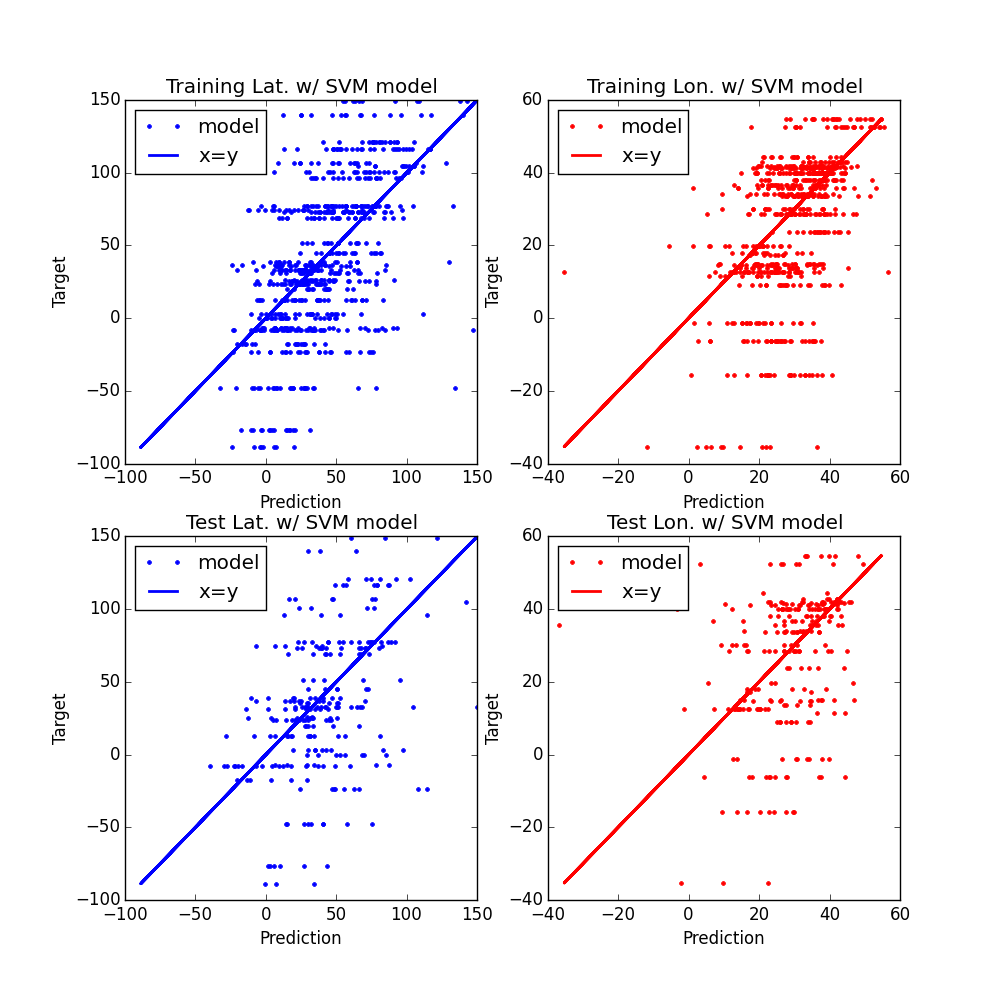 Training Lat. w/ SVM model
150
100
50
0
−50
−100
Target
model
x=y
−100 −50 0 50 100 150
Prediction
Training Lon. w/ SVM model
60
40
20
0
−20
−40
Target
model
x=y
−40 −20 0 20 40 60
Prediction
Test Lat. w/ SVM model
150
100
50
0
−50
−100
Target
model
x=y
−100 −50 0 50 100 150
Prediction
Test Lon. w/ SVM model
60
40
20
0
−20
−40
Target
model
x=y
−40 −20 0 20 40 60
Prediction